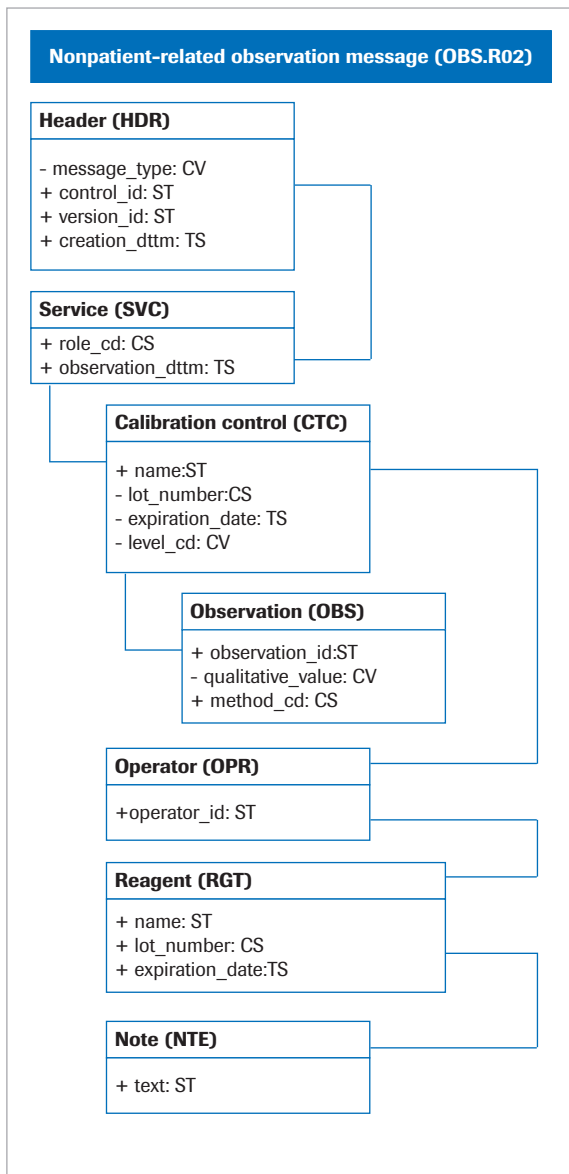 Nonpatient-related observation message (OBS.R02)
Header (HDR)
- message_type: CV
+ control_id: ST
+ version_id: ST
+ creation_dttm: TS
Service (SVC)
+ role_cd: CS
+ observation_dttm: TS
Calibration control (CTC)
+ name:ST
- lot_number:CS
- expiration_date: TS
- level_cd: CV
Observation (OBS)
+ observation_id:ST
- qualitative_value: CV
+ method_cd: CS
Operator (OPR)
+operator_id: ST
Reagent (RGT)
+ name: ST
+ lot_number: CS
+ expiration_date:TS
Note (NTE)
+ text: ST